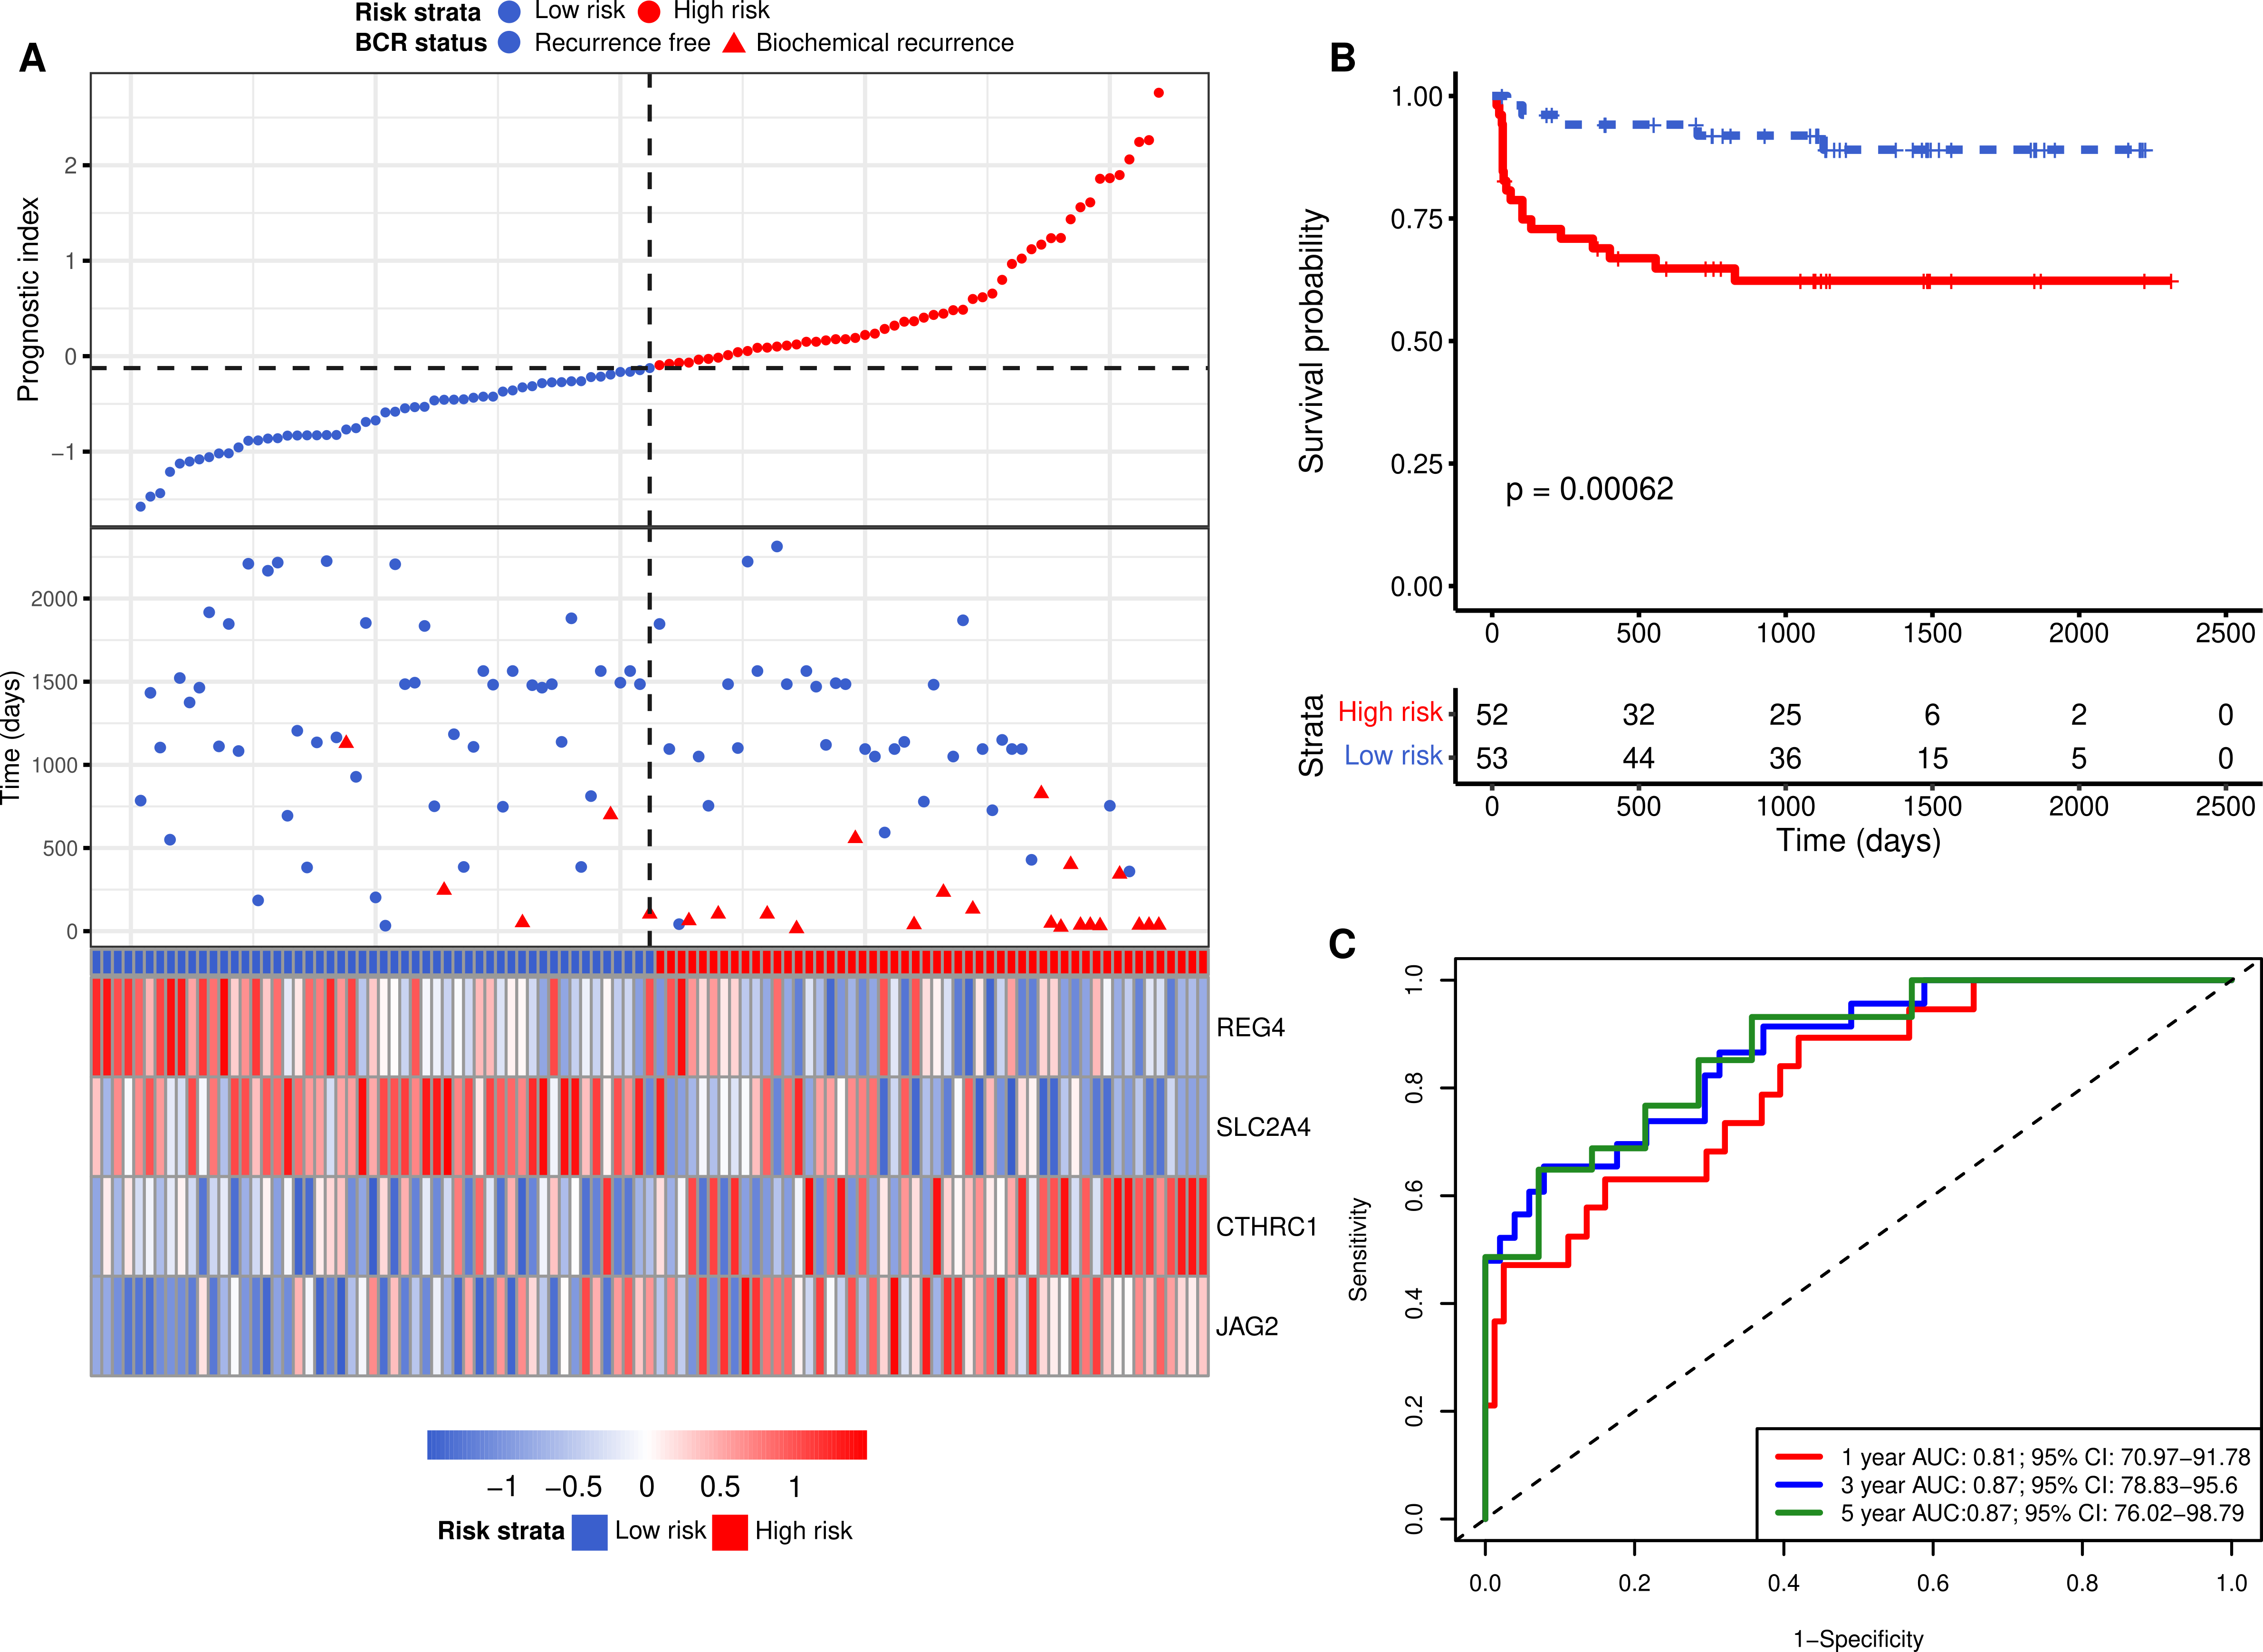 Risk strata Low risk High risk
BCR status Recurrence free Biochemical recurrence
A
Prognostic index
2
1
0
−1
Time (days)
2000
1500
1000
500
0
REG4
SLC2A4
CTHRC1
JAG2
−1 −0.5 0 0.5 1
Risk strata Low risk High risk
B
Survival probability
1.00
0.75
0.50
0.25
0.00
p = 0.00062
0 500 1000 1500 2000 2500
Strata
High risk 52 32 25 6 2 0
Low risk 53 44 36 15 5 0
0 500 1000 1500 2000 2500
Time (days)
C
Sensitivity
1.0
0.8
0.6
0.4
0.2
0.0
1 year AUC: 0.81; 95% CI: 70.97−91.78
3 year AUC: 0.87; 95% CI: 78.83−95.6
5 year AUC:0.87; 95% CI: 76.02−98.79
0.0 0.2 0.4 0.6 0.8 1.0
1−Specificity